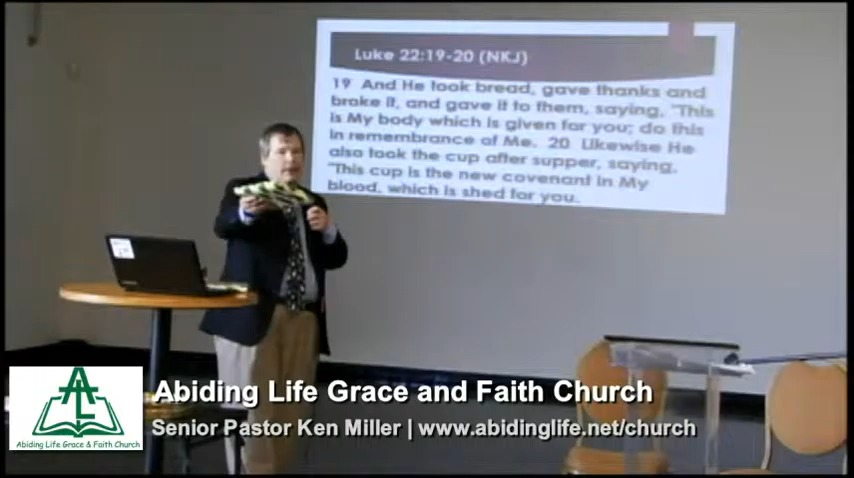 Luke 22:19-20 (NKJ)
19 And He took bread, gave thanks and
broke it, and gave it to them, saying, "This
is My body which is given for you; do this
in remembrance of Me. 20 Likewise He
also took the cup after supper, saying,
"This cup is the new covenant in My
blood, which is shed for you.
AL
Abiding Life Grace & Faith Church
Abiding Life Grace and Faith Church
Senior Pastor Ken Miller | www.abidinglife.net/church